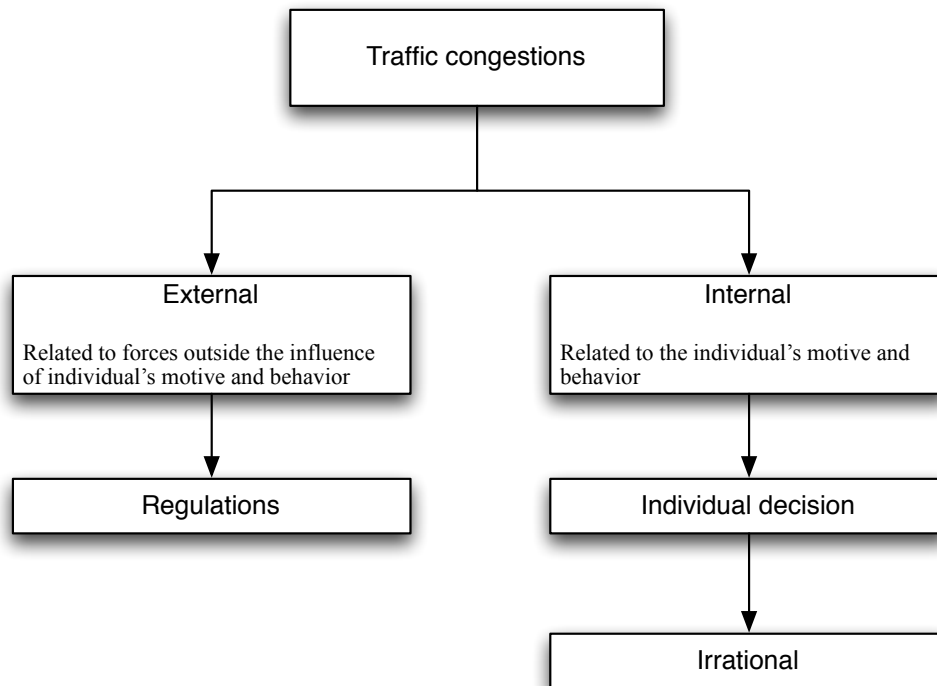 Traffic congestions
External
Related to forces outside the influence
of individual's motive and behavior
Internal
Related to the individual's motive and
behavior
Regulations
Individual decision
Irrational